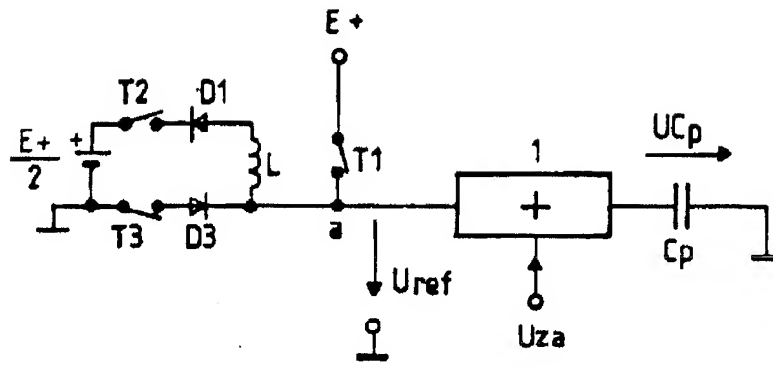 E+
T2
D1
E+
2
+
L
T1
1
UCp
T3
D3
a
+
Cp
Uref
Uza